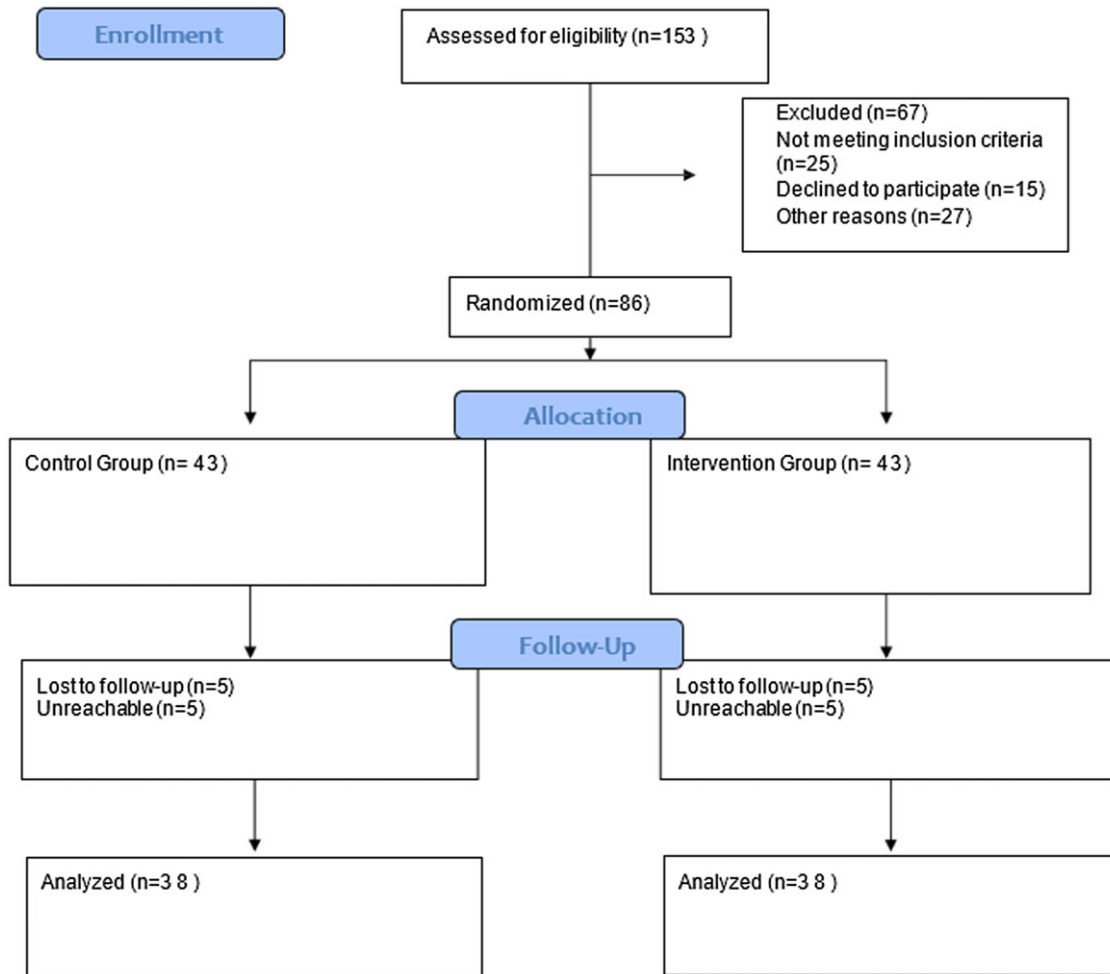 Enrollment
Assessed for eligibility (n=153 )
Excluded (n=67)
Not meeting inclusion criteria
(n=25)
Declined to participate (n=15)
Other reasons (n=27)
Randomized (n=86)
Allocation
Control Group (n= 43)
Intervention Group (n= 43)
Follow-Up
Lost to follow-up (n=5)
Unreachable (n=5)
Lost to follow-up (n=5)
Unreachable (n=5)
Analyzed (n=3 8 )
Analyzed (n=3 8 )